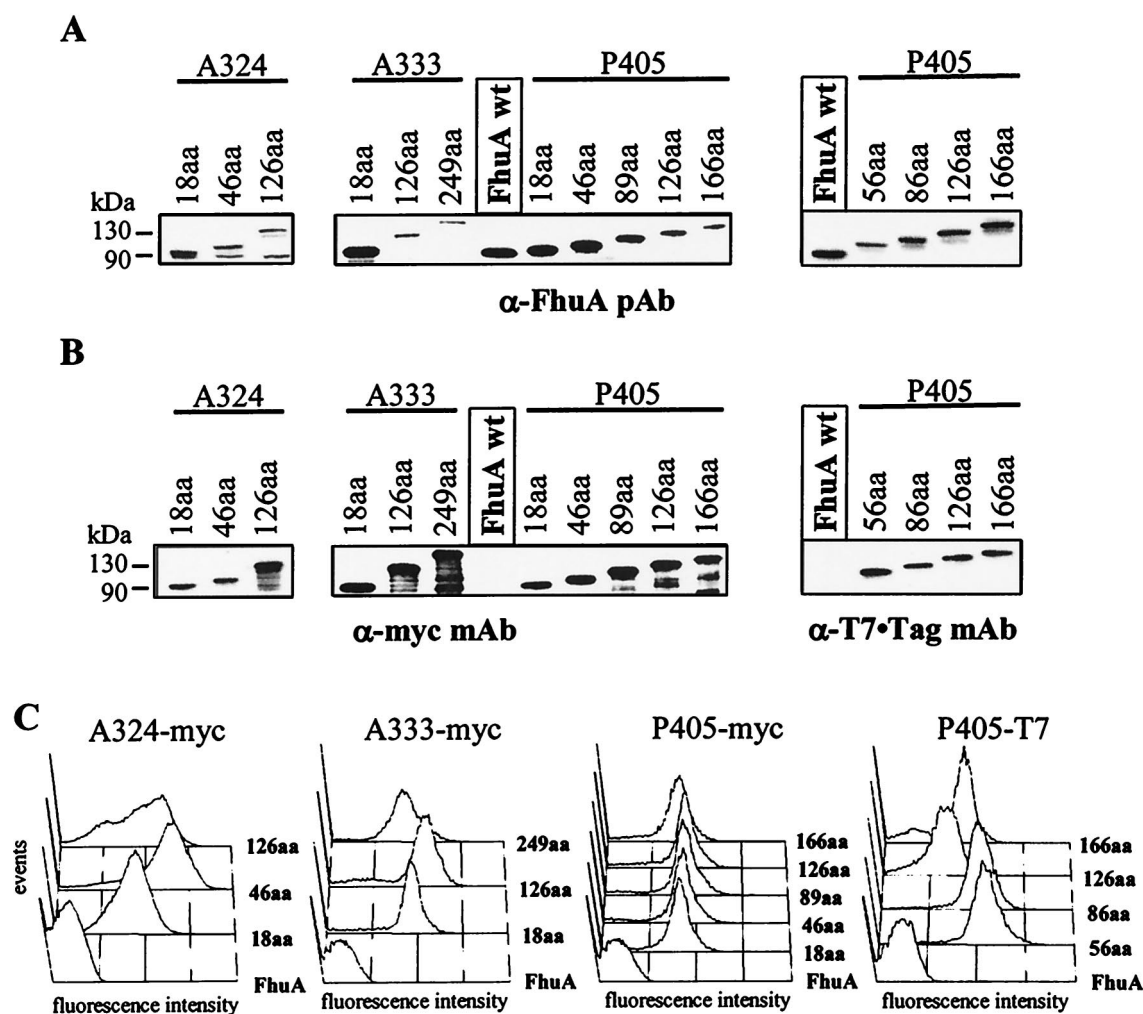 A
A324
A333
P405
P405
18aa
46aa
126aa
18aa
126aa
249aa
FhuA wt
18aa
46aa
89aa
126aa
166aa
FhuA wt
56aa
86aa
126aa
166aa
kDa
130
90
α-FhuA pAb
B
A324
A333
P405
P405
18aa
46aa
126aa
18aa
126aa
249aa
FhuA wt
18aa
46aa
89aa
126aa
166aa
FhuA wt
56aa
86aa
126aa
166aa
kDa
130
90
α-myc mAb
α-T7•Tag mAb
C
A324-myc
A333-myc
P405-myc
P405-T7
events
126aa
46aa
18aa
FhuA
fluorescence intensity
249aa
126aa
18aa
FhuA
fluorescence intensity
166aa
126aa
89aa
46aa
18aa
FhuA
fluorescence intensity
166aa
126aa
86aa
56aa
FhuA
fluorescence intensity